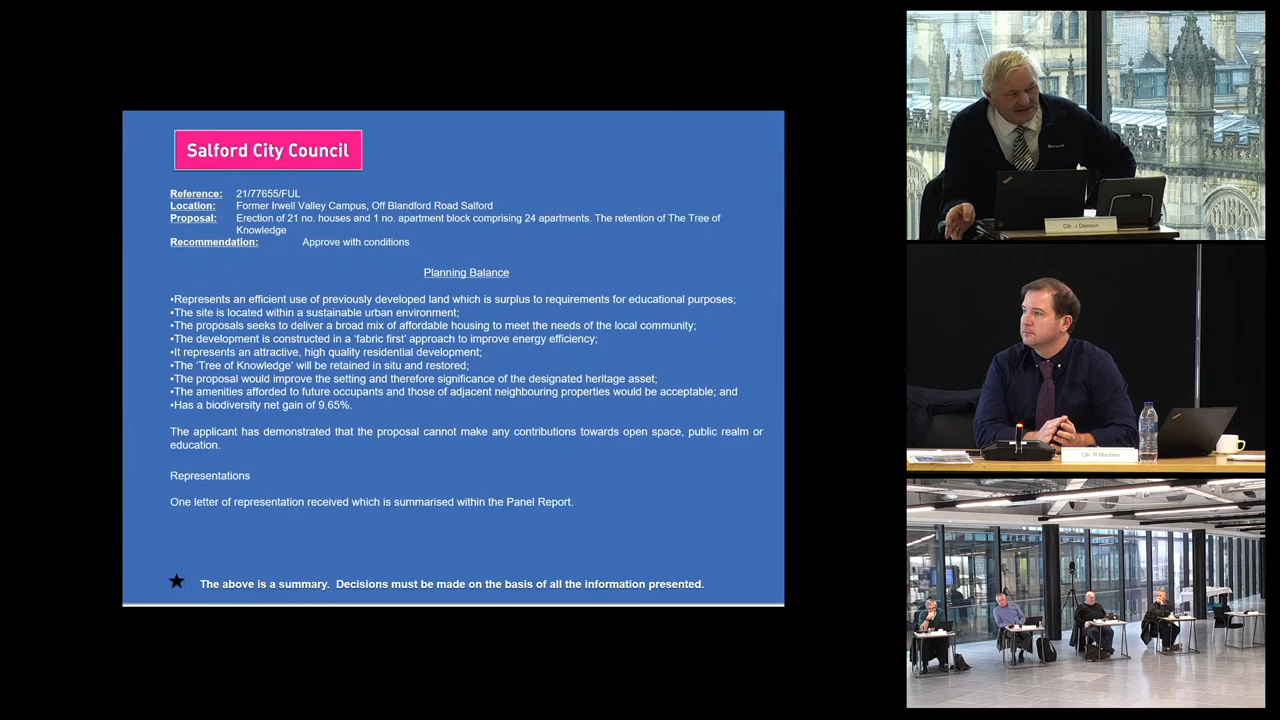 Salford City Council
Reference: 21/77655/FUL
Location: Former Irwell Valley Campus, Off Blandford Road Salford
Proposal: Erection of 21 no. houses and 1 no. apartment block comprising 24 apartments. The retention of The Tree of
Knowledge
Recommendation: Approve with conditions
Planning Balance
•Represents an efficient use of previously developed land which is surplus to requirements for educational purposes;
•The site is located within a sustainable urban environment;
•The proposals seeks to deliver a broad mix of affordable housing to meet the needs of the local community;
•The development is constructed in a 'fabric first' approach to improve energy efficiency;
•It represents an attractive, high quality residential development;
•The 'Tree of Knowledge' will be retained in situ and restored;
•The proposal would improve the setting and therefore significance of the designated heritage asset;
•The amenities afforded to future occupants and those of adjacent neighbouring properties would be acceptable; and
•Has a biodiversity net gain of 9.65%.
The applicant has demonstrated that the proposal cannot make any contributions towards open space, public realm or
education.
Representations
One letter of representation received which is summarised within the Panel Report.
The above is a summary. Decisions must be made on the basis of all the information presented.
Cllr. J Dawson
Cllr R